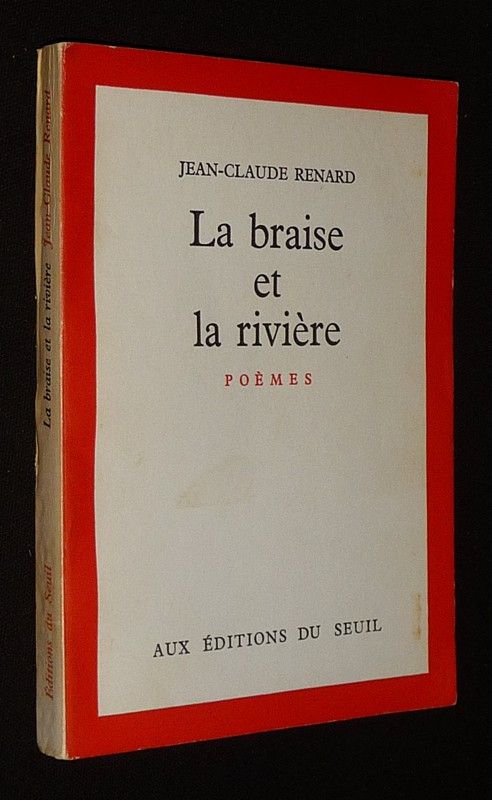 JEAN-CLAUDE RENARD
La braise
et
la rivière
POÈMES
AUX ÉDITIONS DU SEUIL
Éditions du Seuil La braise et la rivière Jean-Claude Renard